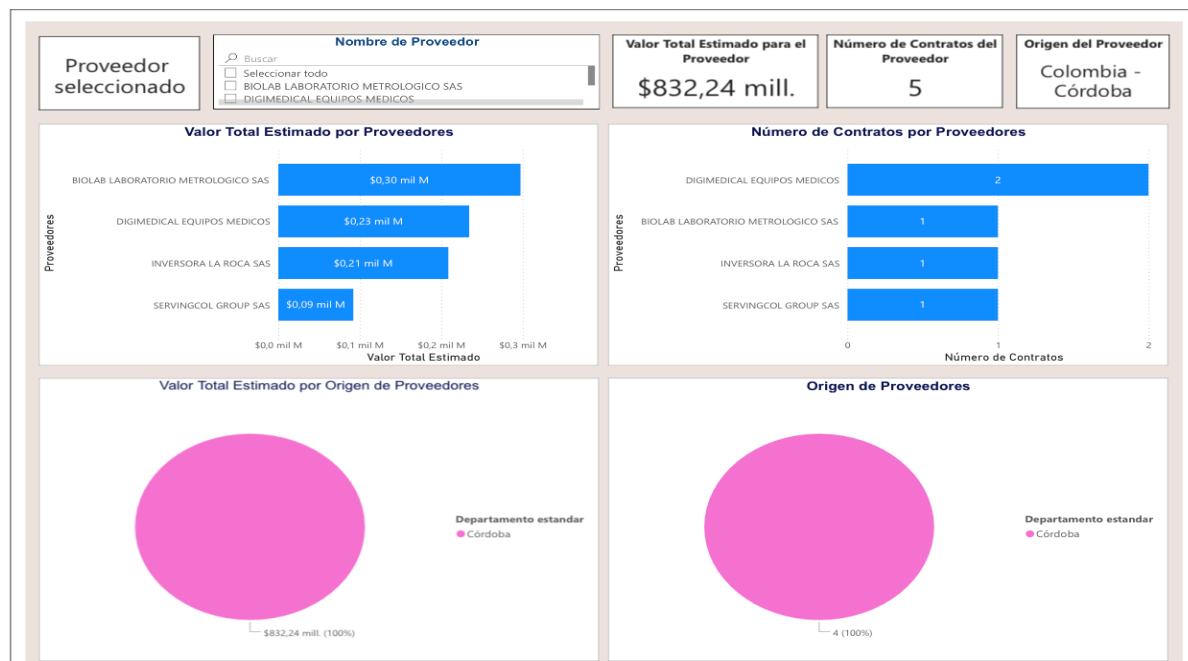 Proveedor
seleccionado
Nombre de Proveedor
Buscar
Seleccionar todo
BIOLAB LABORATORIO METROLOGICO SAS
DIGIMEDICAL EQUIPOS MEDICOS
Valor Total Estimado para el
Proveedor
$832,24 mill.
Número de Contratos del
Proveedor
5
Origen del Proveedor
Colombia -
Córdoba
Valor Total Estimado por Proveedores
Proveedores
BIOLAB LABORATORIO METROLOGICO SAS
$0,30 mil M
DIGIMEDICAL EQUIPOS MEDICOS
$0,23 mil M
INVERSORA LA ROCA SAS
$0,21 mil M
SERVINGCOL GROUP SAS
$0,09 mil M
$0,0 mil M
$0,1 mil M
$0,2 mil M
$0,3 mil M
Valor Total Estimado
Número de Contratos por Proveedores
Proveedores
DIGIMEDICAL EQUIPOS MEDICOS
2
BIOLAB LABORATORIO METROLOGICO SAS
1
INVERSORA LA ROCA SAS
1
SERVINGCOL GROUP SAS
1
0
1
2
Número de Contratos
Valor Total Estimado por Origen de Proveedores
Departamento estandar
Córdoba
$832,24 mill. (100%)
Origen de Proveedores
Departamento estandar
Córdoba
4 (100%)